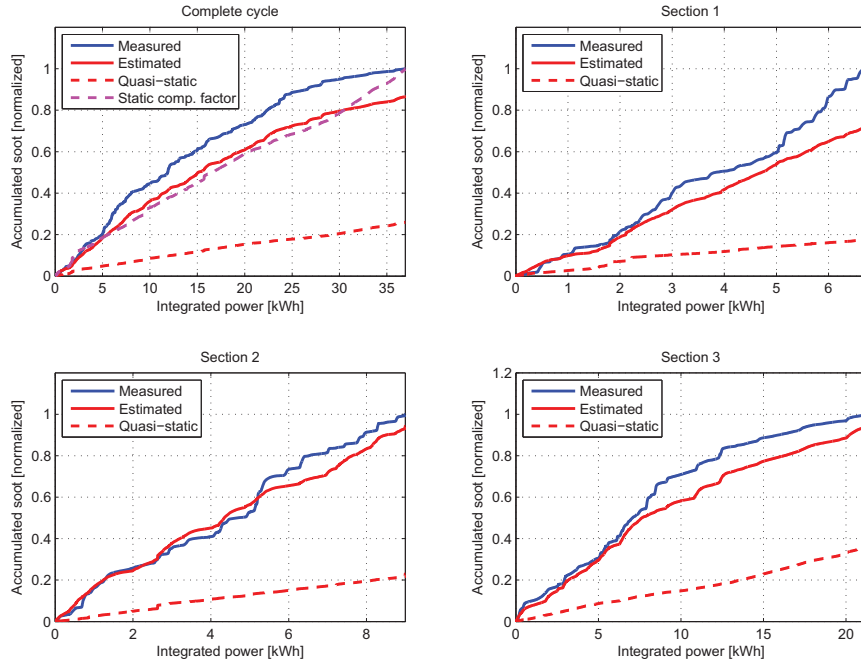 Complete cycle
Accumulated soot [normalized]
1
0.8
0.6
0.4
0.2
0
Measured
Estimated
Quasi-static
Static comp. factor
0 5 10 15 20 25 30 35
Integrated power [kWh]
Section 1
Accumulated soot [normalized]
1
0.8
0.6
0.4
0.2
0
Measured
Estimated
Quasi-static
0 1 2 3 4 5 6
Integrated power [kWh]
Section 2
Accumulated soot [normalized]
1
0.8
0.6
0.4
0.2
0
Measured
Estimated
Quasi-static
0 2 4 6 8
Integrated power [kWh]
Section 3
Accumulated soot [normalized]
1.2
1
0.8
0.6
0.4
0.2
0
Measured
Estimated
Quasi-static
0 5 10 15 20
Integrated power [kWh]